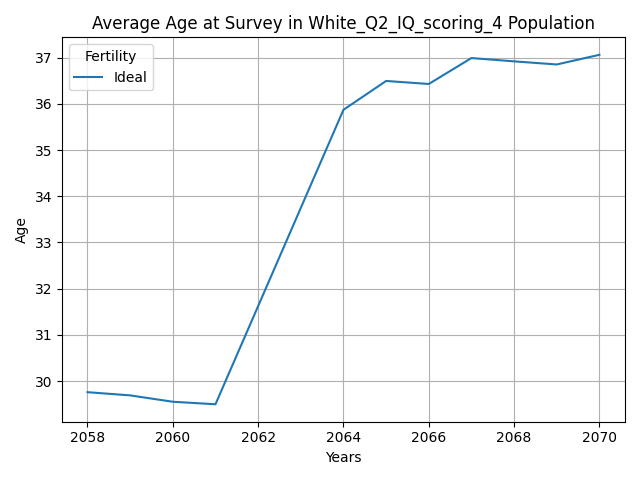 Average Age at Survey in White_Q2_IQ_scoring_4 Population
Fertility
Ideal
37
36
35
34
33
32
31
30
Age
2058 2060 2062 2064 2066 2068 2070
Years